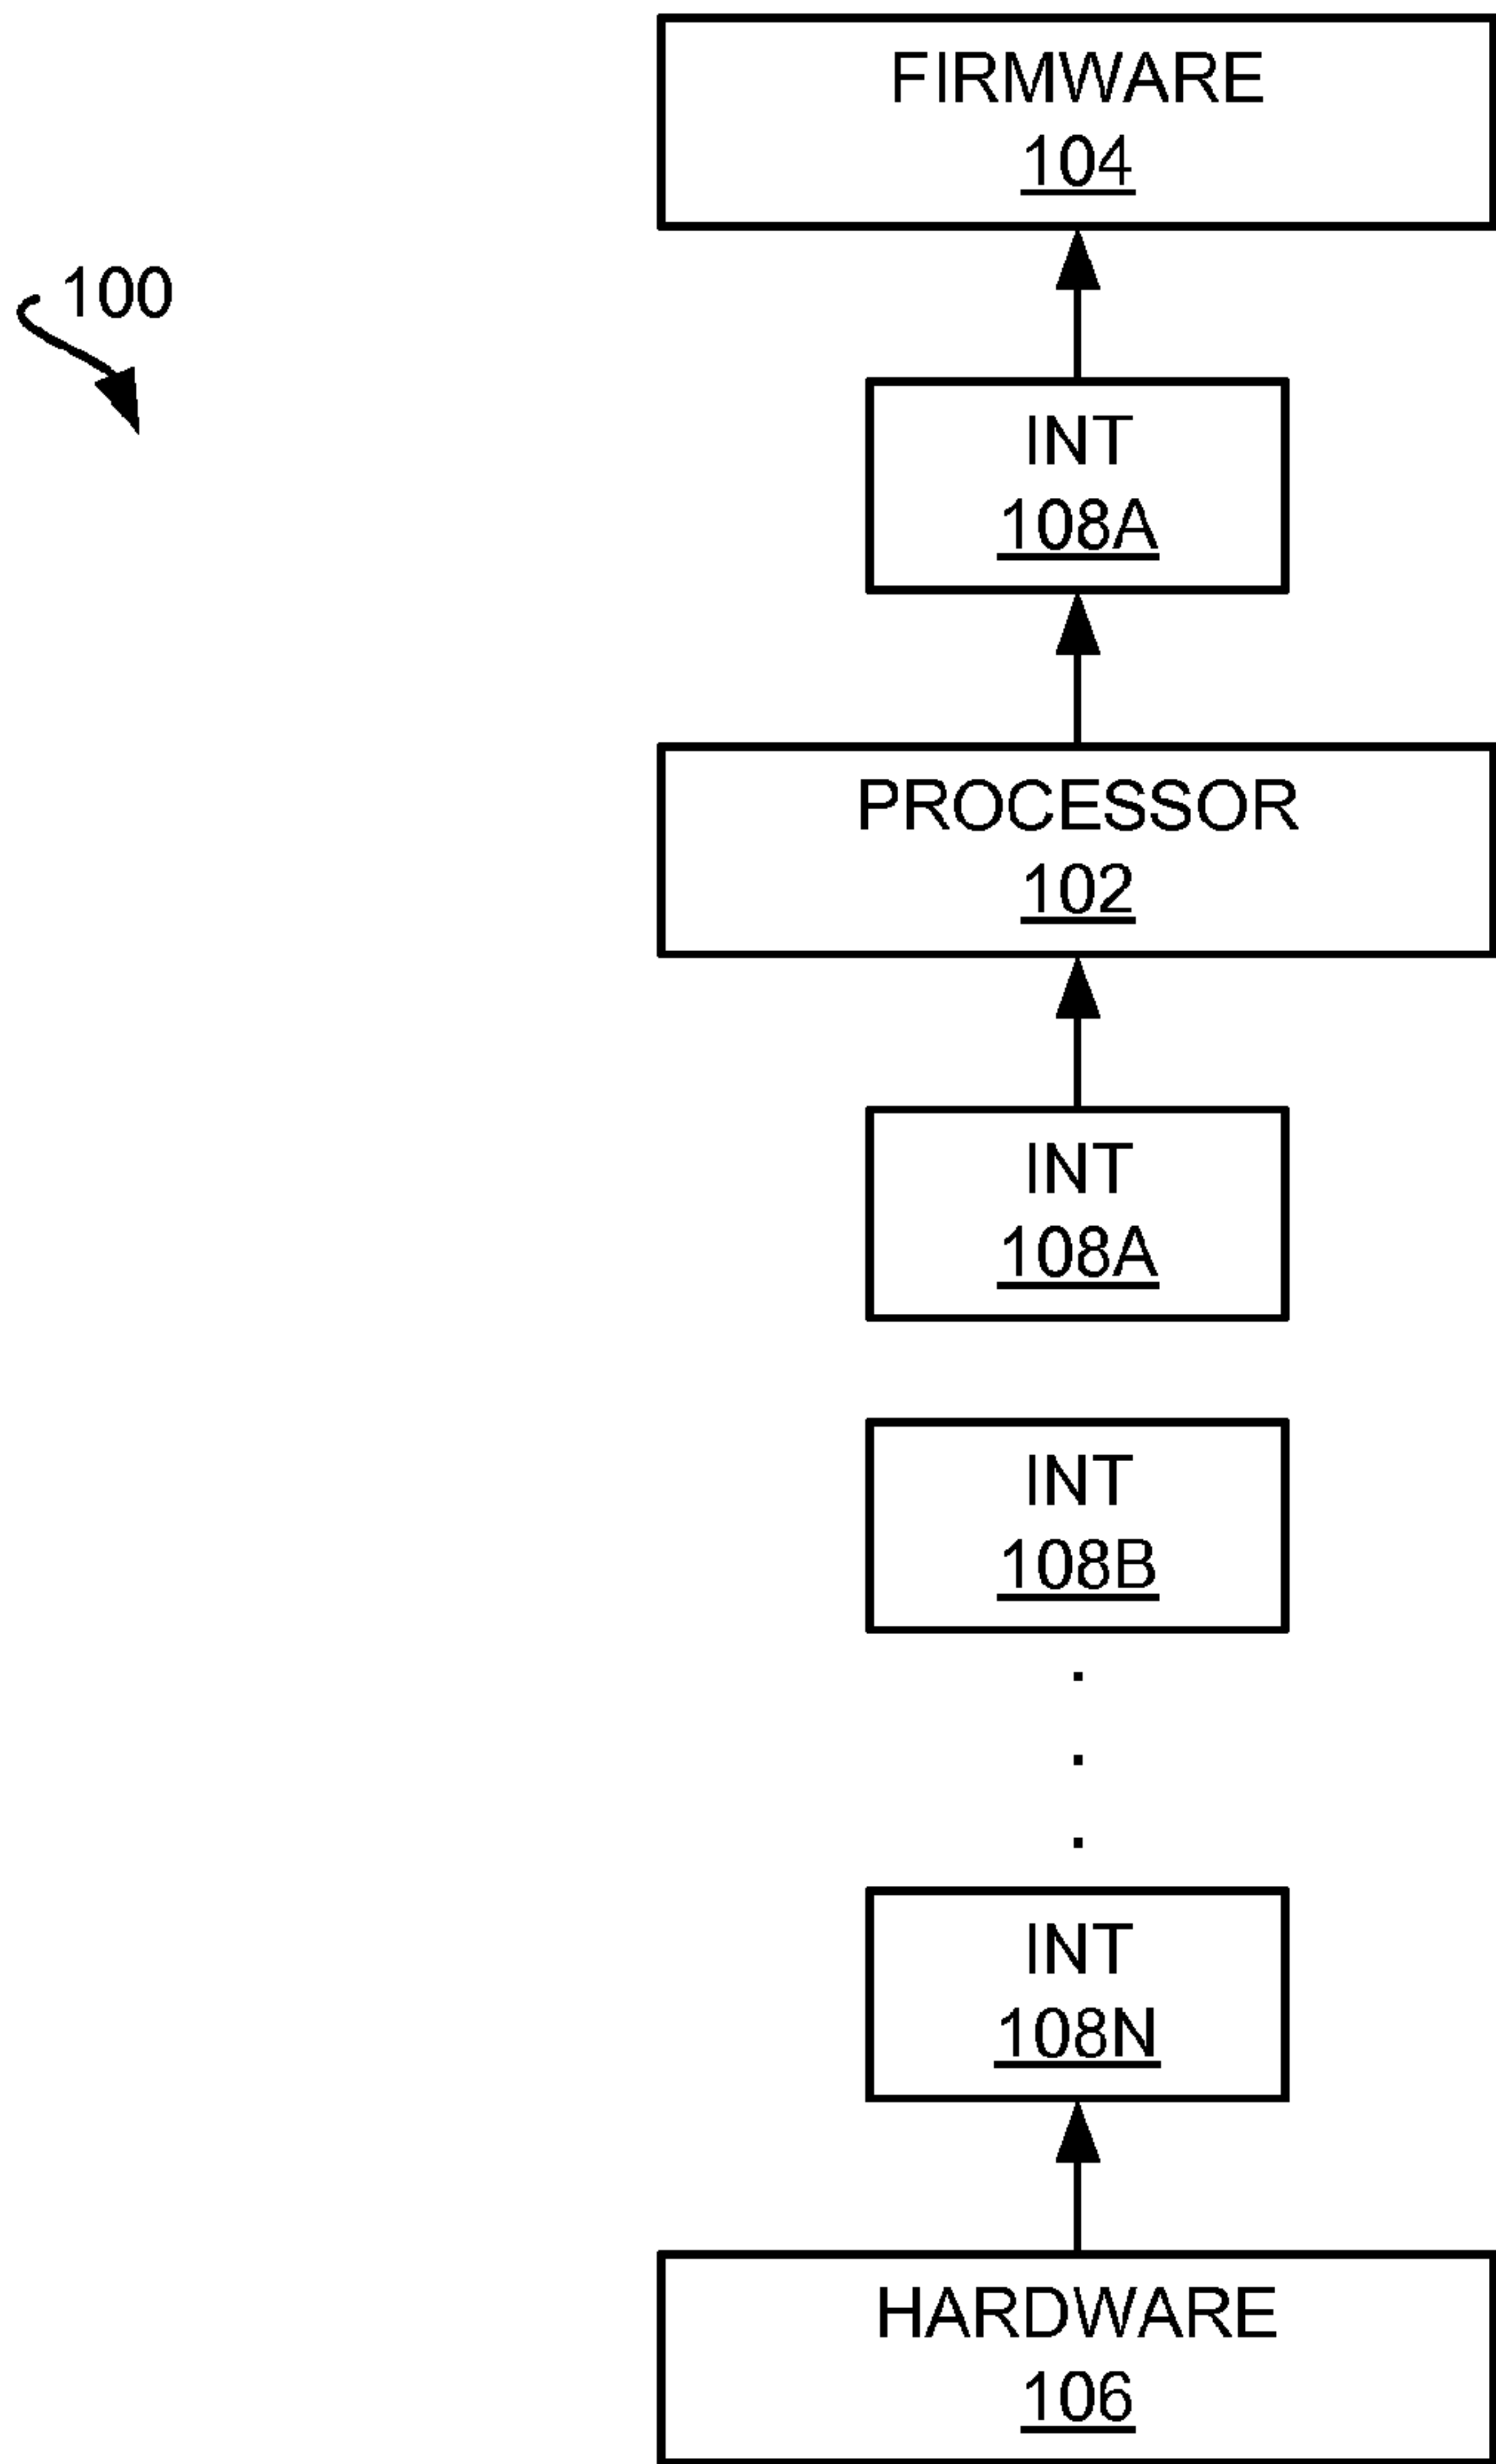 FIRMWARE
104
100
INT
108A
PROCESSOR
102
INT
108A
INT
108B
.
.
.
INT
108N
HARDWARE
106